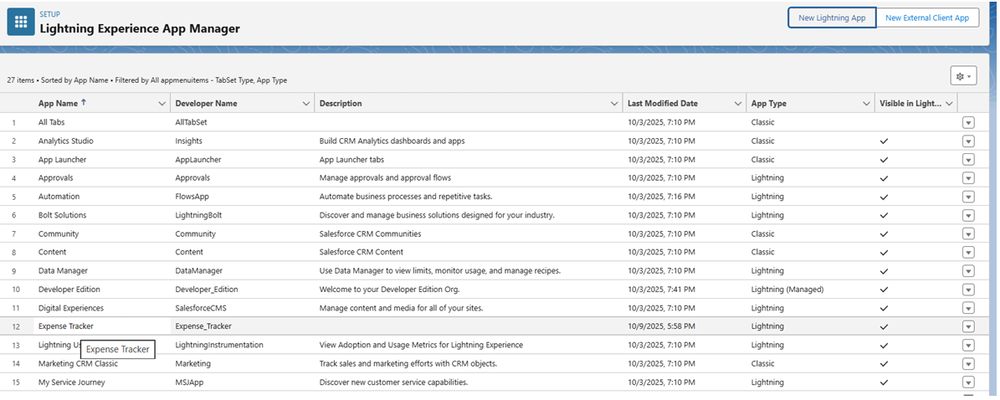 SETUP
Lightning Experience App Manager
New Lightning App New External Client App
27 items • Sorted by App Name • Filtered by All appmenuitems - TabSet Type, App Type
App Name ↑ Developer Name Description Last Modified Date App Type Visible in Light...
1 All Tabs AllTabSet 10/3/2025, 7:10 PM Classic
2 Analytics Studio Insights Build CRM Analytics dashboards and apps 10/3/2025, 7:10 PM Classic ✓
3 App Launcher AppLauncher App Launcher tabs 10/3/2025, 7:10 PM Classic ✓
4 Approvals Approvals Manage approvals and approval flows 10/3/2025, 7:10 PM Lightning ✓
5 Automation FlowsApp Automate business processes and repetitive tasks. 10/3/2025, 7:16 PM Lightning ✓
6 Bolt Solutions LightningBolt Discover and manage business solutions designed for your industry. 10/3/2025, 7:10 PM Lightning ✓
7 Community Community Salesforce CRM Communities 10/3/2025, 7:10 PM Classic ✓
8 Content Content Salesforce CRM Content 10/3/2025, 7:10 PM Classic ✓
9 Data Manager DataManager Use Data Manager to view limits, monitor usage, and manage recipes. 10/3/2025, 7:10 PM Lightning ✓
10 Developer Edition Developer_Edition Welcome to your Developer Edition Org. 10/3/2025, 7:41 PM Lightning (Managed) ✓
11 Digital Experiences SalesforceCMS Manage content and media for all of your sites. 10/3/2025, 7:10 PM Lightning ✓
12 Expense Tracker Expense_Tracker 10/9/2025, 5:58 PM Lightning ✓
13 Lightning Us LightningInstrumentation View Adoption and Usage Metrics for Lightning Experience 10/3/2025, 7:10 PM Lightning ✓
Expense Tracker
14 Marketing CRM Classic Marketing Track sales and marketing efforts with CRM objects. 10/3/2025, 7:10 PM Classic ✓
15 My Service Journey MSJApp Discover new customer service capabilities. 10/3/2025, 7:10 PM Lightning ✓